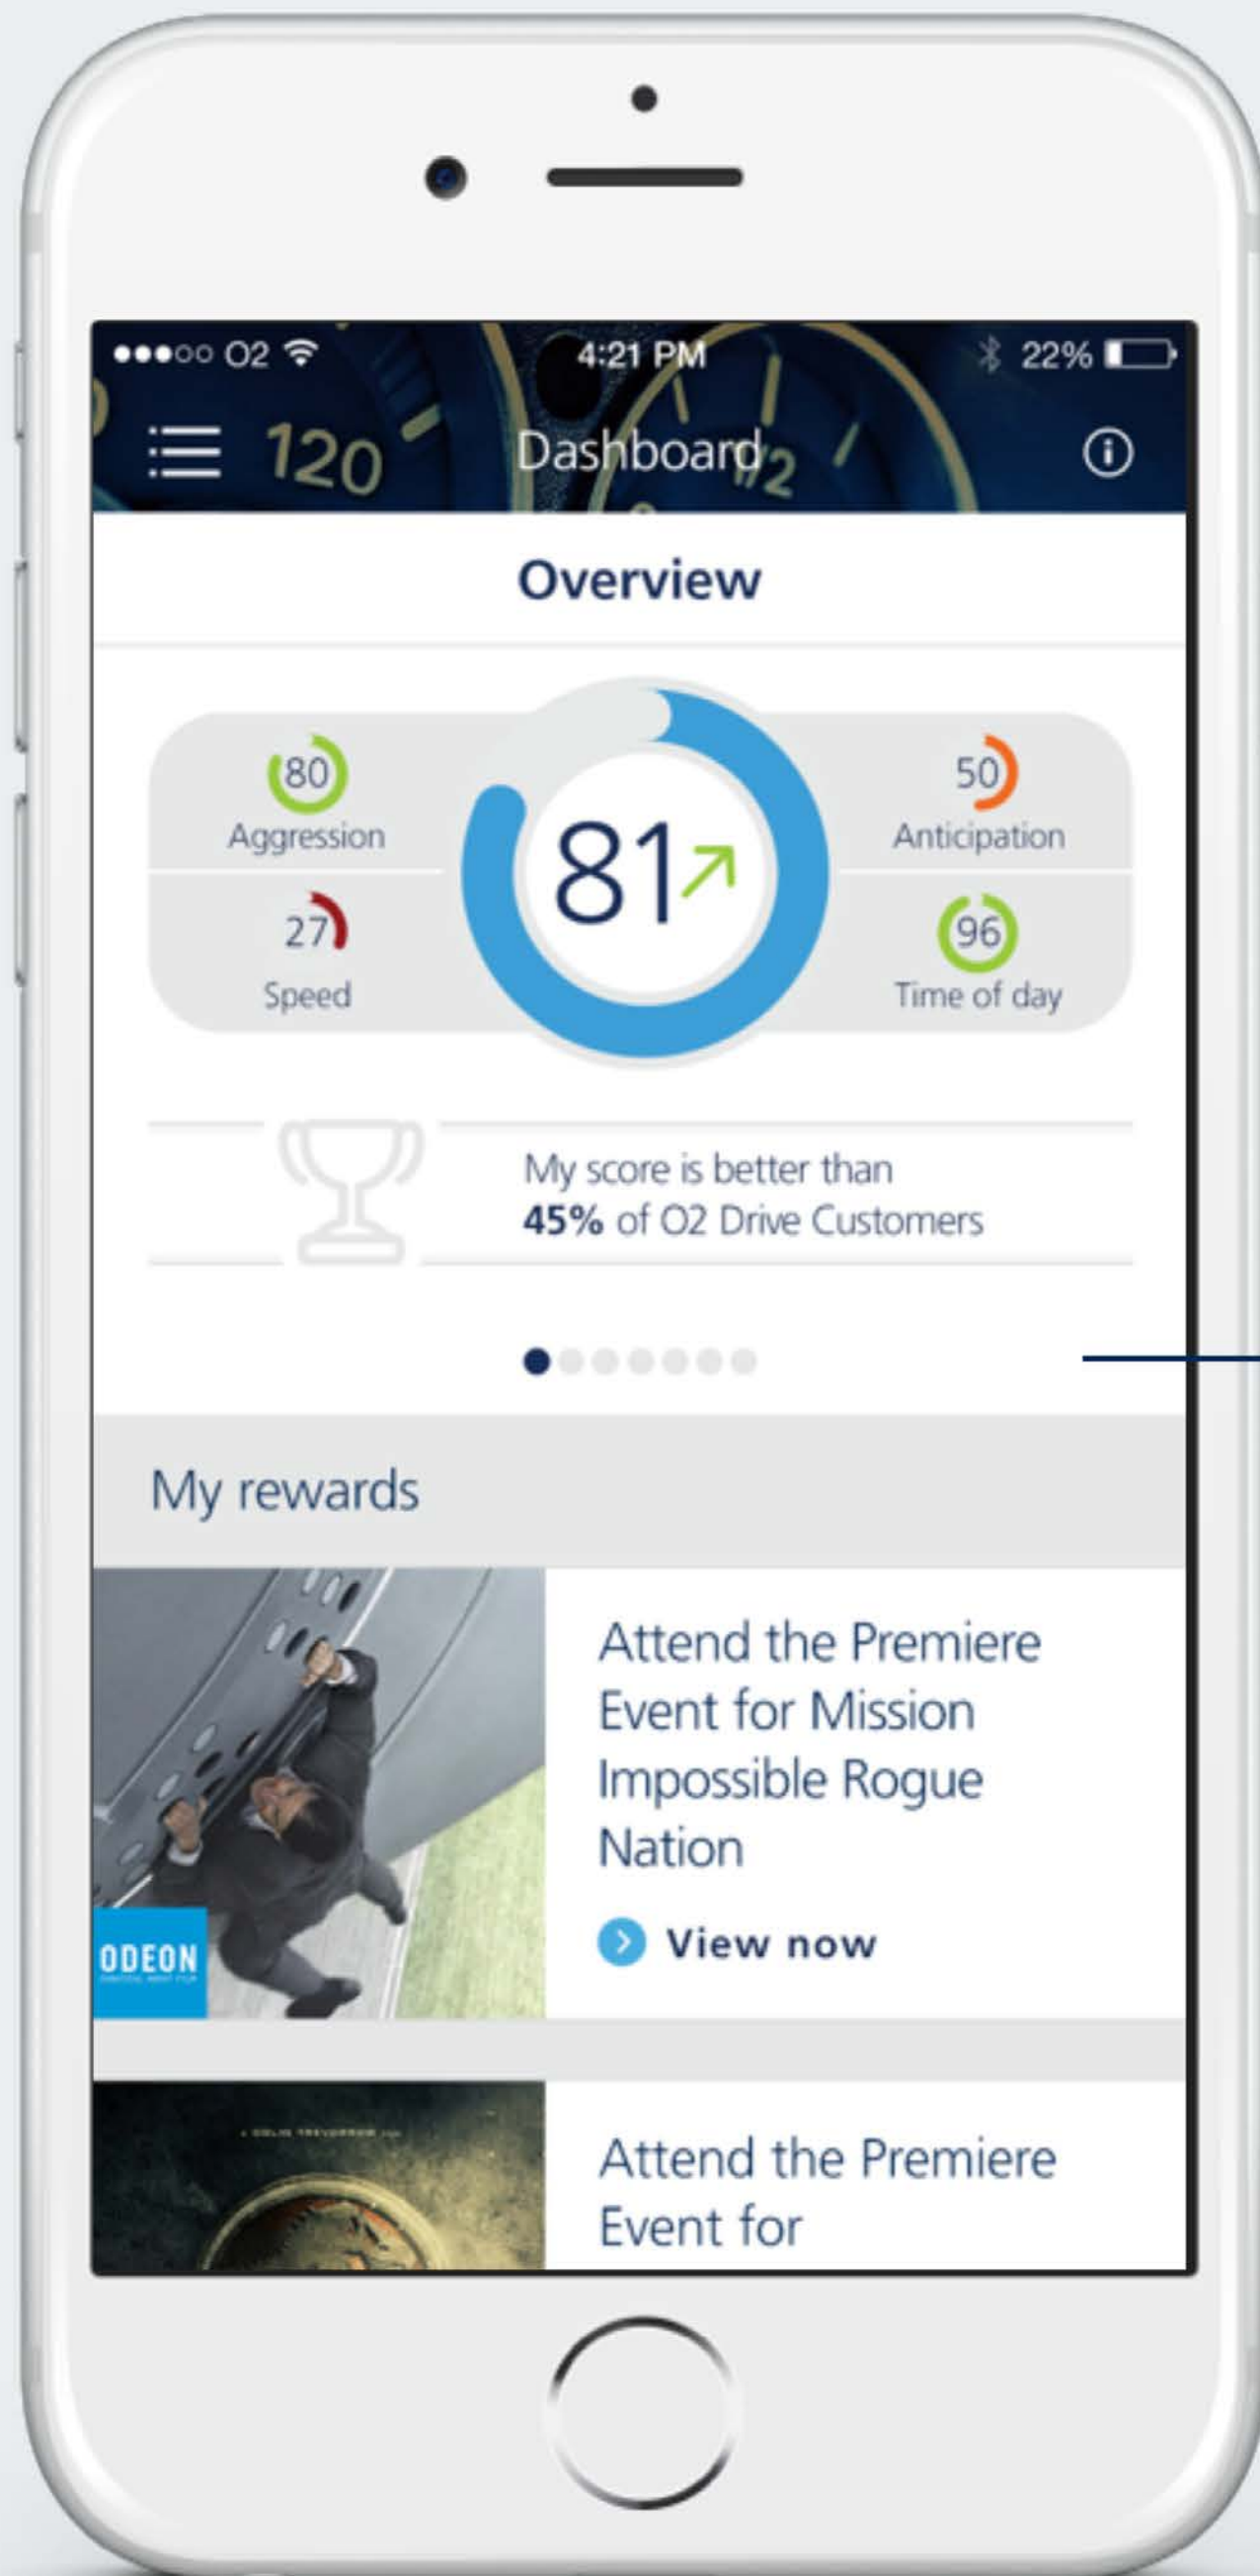 O2
4:21 PM
22%
120
Dashboard
1/2
Overview
80
Aggression
27
Speed
81
50
Anticipation
96
Time of day
My score is better than
45% of O2 Drive Customers
My rewards
Attend the Premiere
Event for Mission
Impossible Rogue
Nation
View now
ODEON
Attend the Premiere
Event for